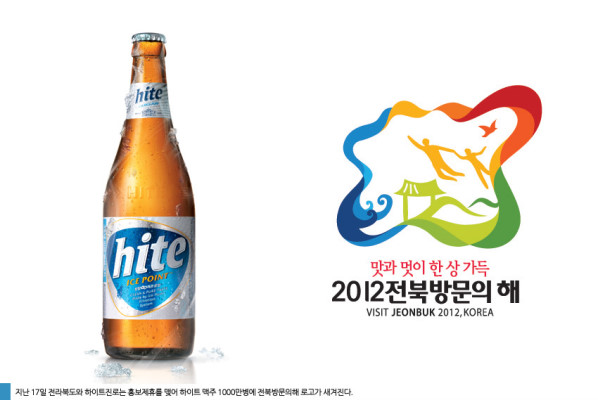 hite
hite
ICE POINT
맛과 멋이 한 상 가득
2012전북방문의 해
VISIT JEONBUK 2012, KOREA
지난 17일 전라북도와 하이트진로는 홍보제휴를 맺어 하이트 맥주 1000만병에 전북방문의해 로고가 새겨진다.